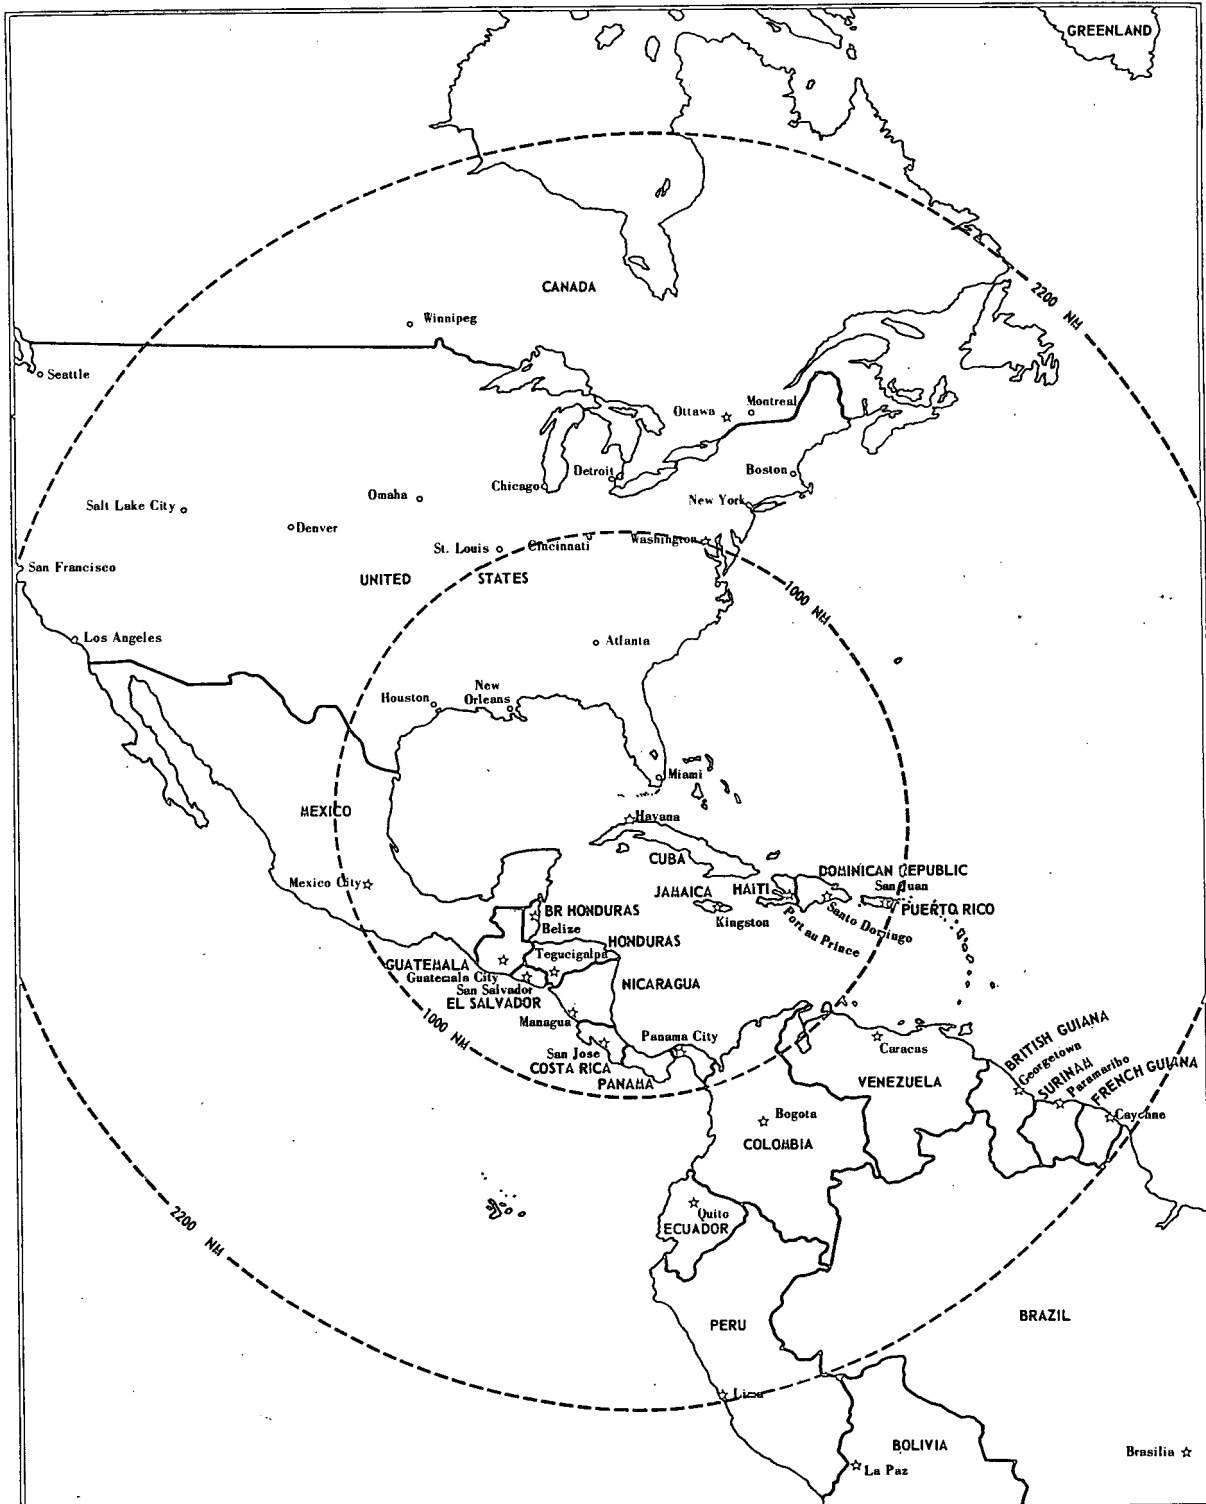 GREENLAND
CANADA
2200 NM
Winnipeg
Seattle
Montreal
Ottawa
Boston
Detroit
Chicago
New York
Omaha
Salt Lake City
Denver
St. Louis
Cincinnati
Washington
San Francisco
UNITED STATES
1000 NM
Los Angeles
Atlanta
New
Orleans
Houston
Miami
MEXICO
Havana
CUBA
DOMINICAN REPUBLIC
San Juan
Mexico City
JAMAICA
HAITI
PUERTO RICO
BR HONDURAS
Kingston
Santo Domingo
Port au Prince
Belize
HONDURAS
Tegucigalpa
GUATEMALA
Guatemala City
NICARAGUA
San Salvador
EL SALVADOR
1000 NM
Managua
Panama City
San Jose
COSTA RICA
PANAMA
Caracas
VENEZUELA
BRITISH GUIANA
Georgetown
SURINAM
Paramaribo
FRENCH GUIANA
Cayenne
Bogota
COLOMBIA
2200 NM
Quito
ECUADOR
PERU
BRAZIL
Lima
BOLIVIA
La Paz
Brasilia